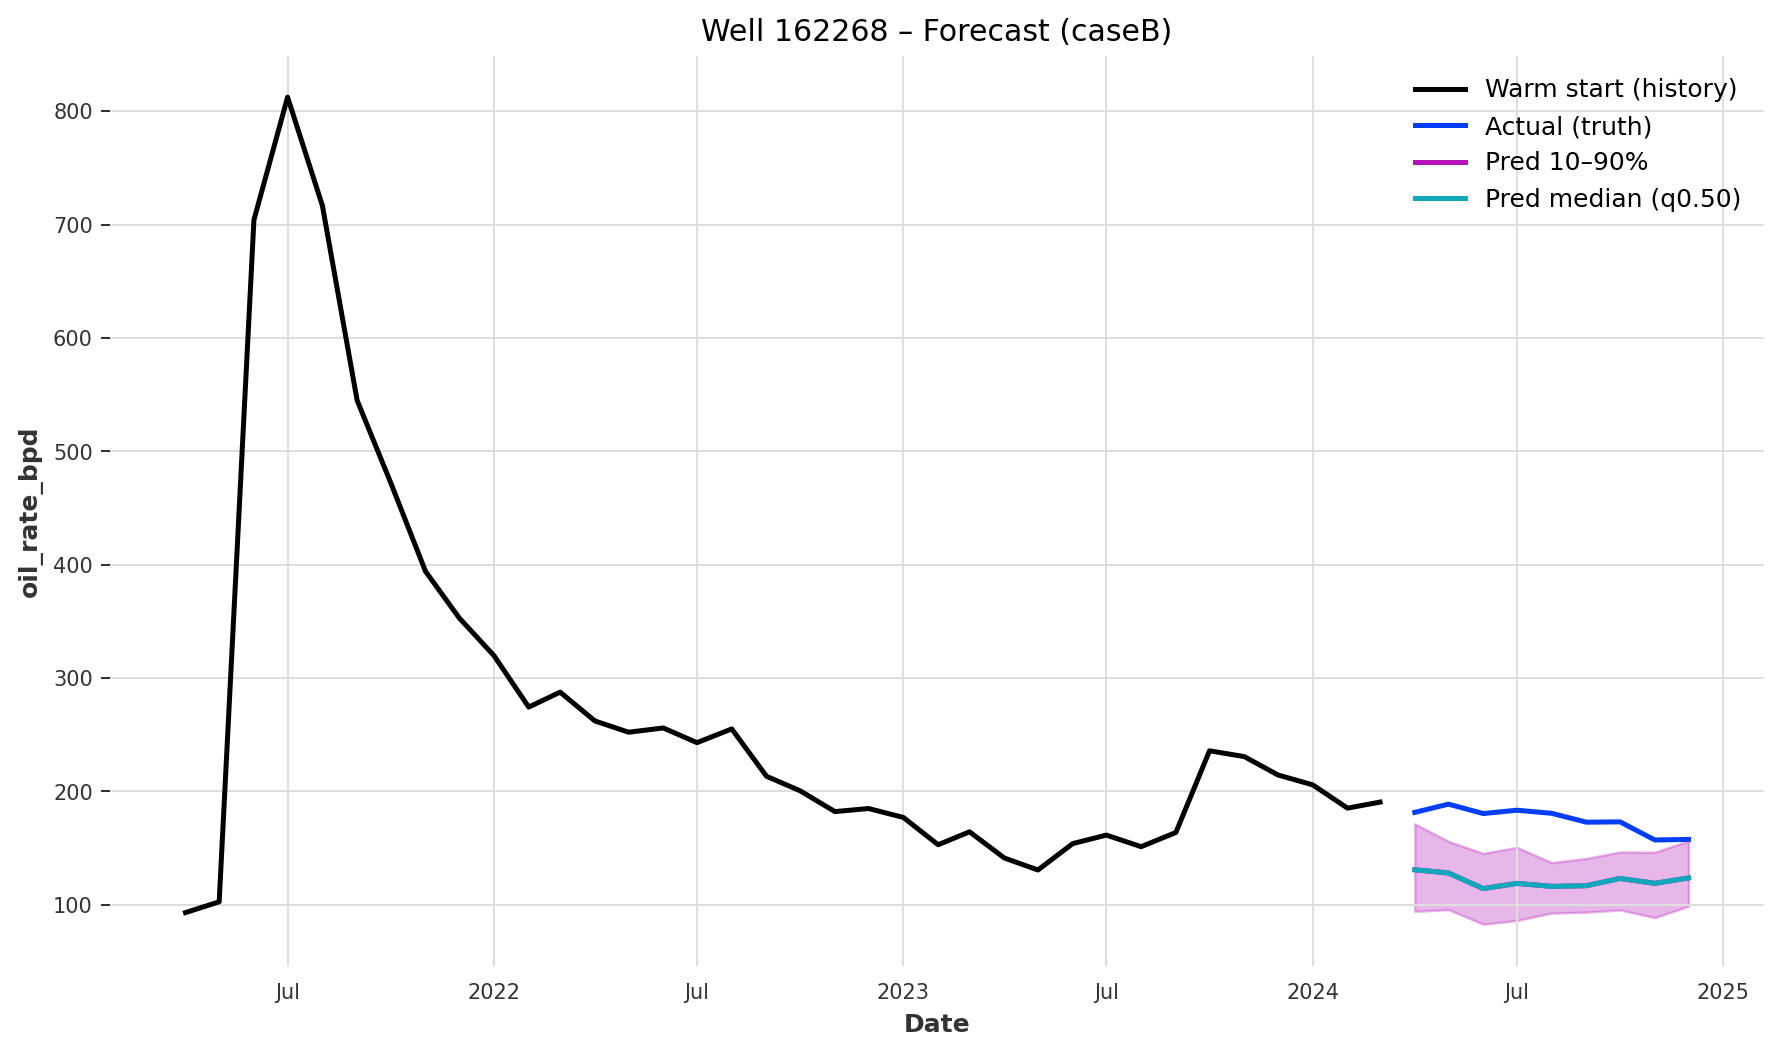 Well 162268 – Forecast (caseB)
Warm start (history)
Actual (truth)
Pred 10–90%
Pred median (q0.50)
oil_rate_bpd
800
700
600
500
400
300
200
100
Jul 2022 Jul 2023 Jul 2024 Jul 2025
Date